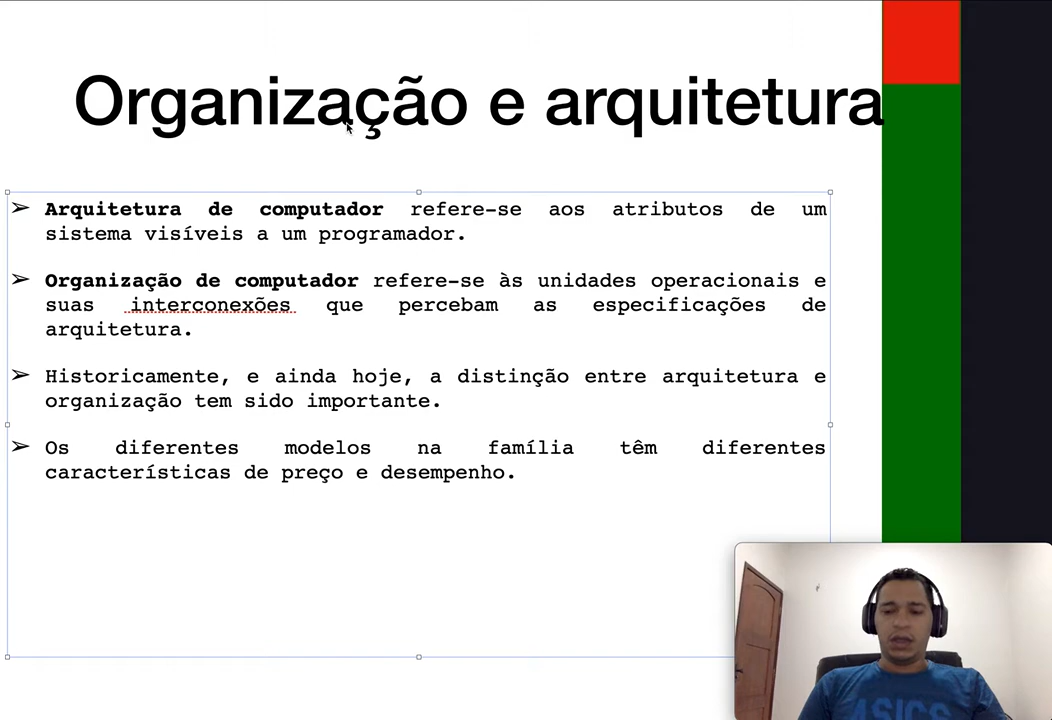 Organização e arquitetura
➢ Arquitetura de computador refere-se aos atributos de um
sistema visíveis a um programador.
➢ Organização de computador refere-se às unidades operacionais e
suas interconexões que percebam as especificações de
arquitetura.
➢ Historicamente, e ainda hoje, a distinção entre arquitetura e
organização tem sido importante.
➢ Os diferentes modelos na família têm diferentes
características de preço e desempenho.
ASICS